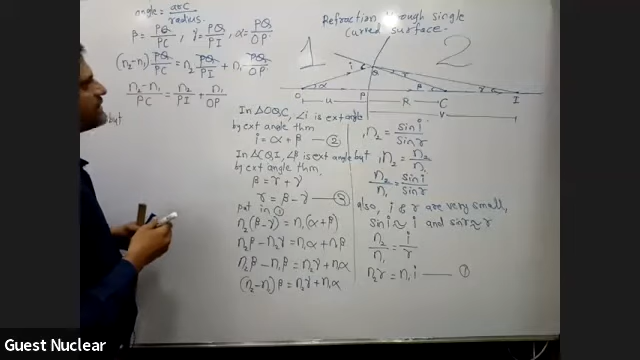 angle = arc / radius.
β = PQ/PC , γ = PQ/PI , α = PQ/OP
(n₂-n₁) PQ/PC = n₂ PQ/PI + n₁ PQ/OP
n₂-n₁/PC = n₂/PI + n₁/OP
but
Refraction through single
curved surface.
1
2
O
α
i
Q
r
β
γ
P
C
I
u
R
v
In ΔOQC, ∠i is ext angle
by ext angle thm
i = α + β — ②
In ΔCQI, ∠β is ext angle
by ext angle thm.
β = r + γ
r = β - γ — ③
put in ①
n₂(β-γ) = n₁(α+β)
n₂β - n₂γ = n₁α + n₁β
n₂β - n₁β = n₂γ + n₁α
(n₂-n₁)β = n₂γ + n₁α
₁n₂ = sin i / sin r
but ₁n₂ = n₂/n₁
n₂/n₁ = sin i / sin r
also, i & r are very small,
sin i ≈ i and sin r ≈ r
n₂/n₁ = i/r
n₂r = n₁i — ①
Guest Nuclear